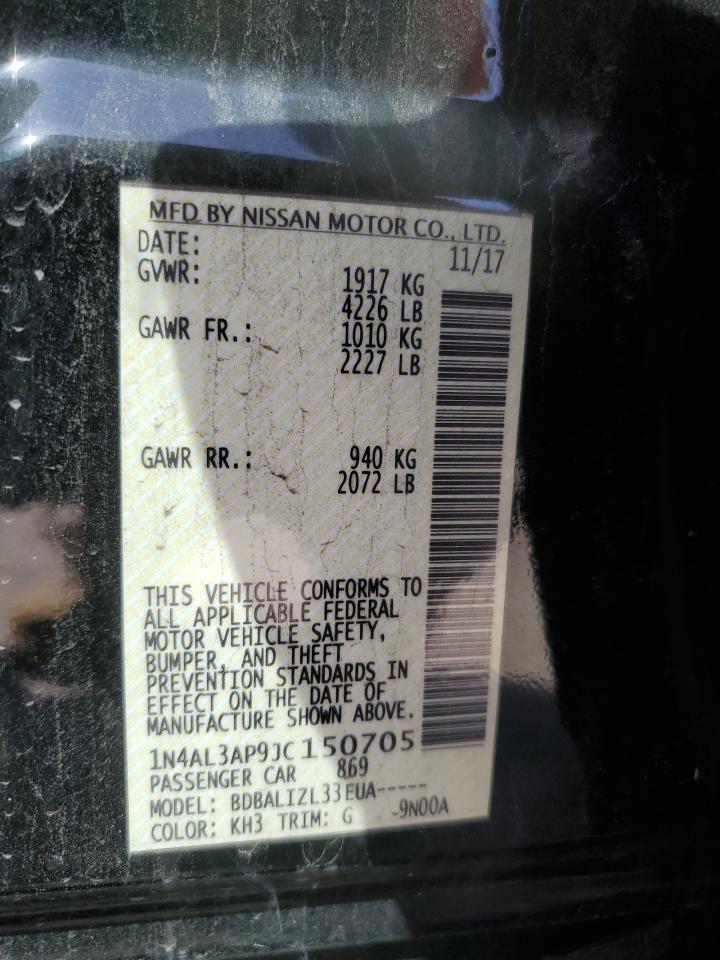 MFD BY NISSAN MOTOR CO., LTD.
DATE: 11/17
GVWR: 1917 KG
4226 LB
GAWR FR.: 1010 KG
2227 LB
GAWR RR.: 940 KG
2072 LB
THIS VEHICLE CONFORMS TO
ALL APPLICABLE FEDERAL
MOTOR VEHICLE SAFETY,
BUMPER, AND THEFT
PREVENTION STANDARDS IN
EFFECT ON THE DATE OF
MANUFACTURE SHOWN ABOVE.
1N4AL3AP9JC150705
PASSENGER CAR 869
MODEL: BDBALIZL33EUA-----
COLOR: KH3 TRIM: G -9N00A